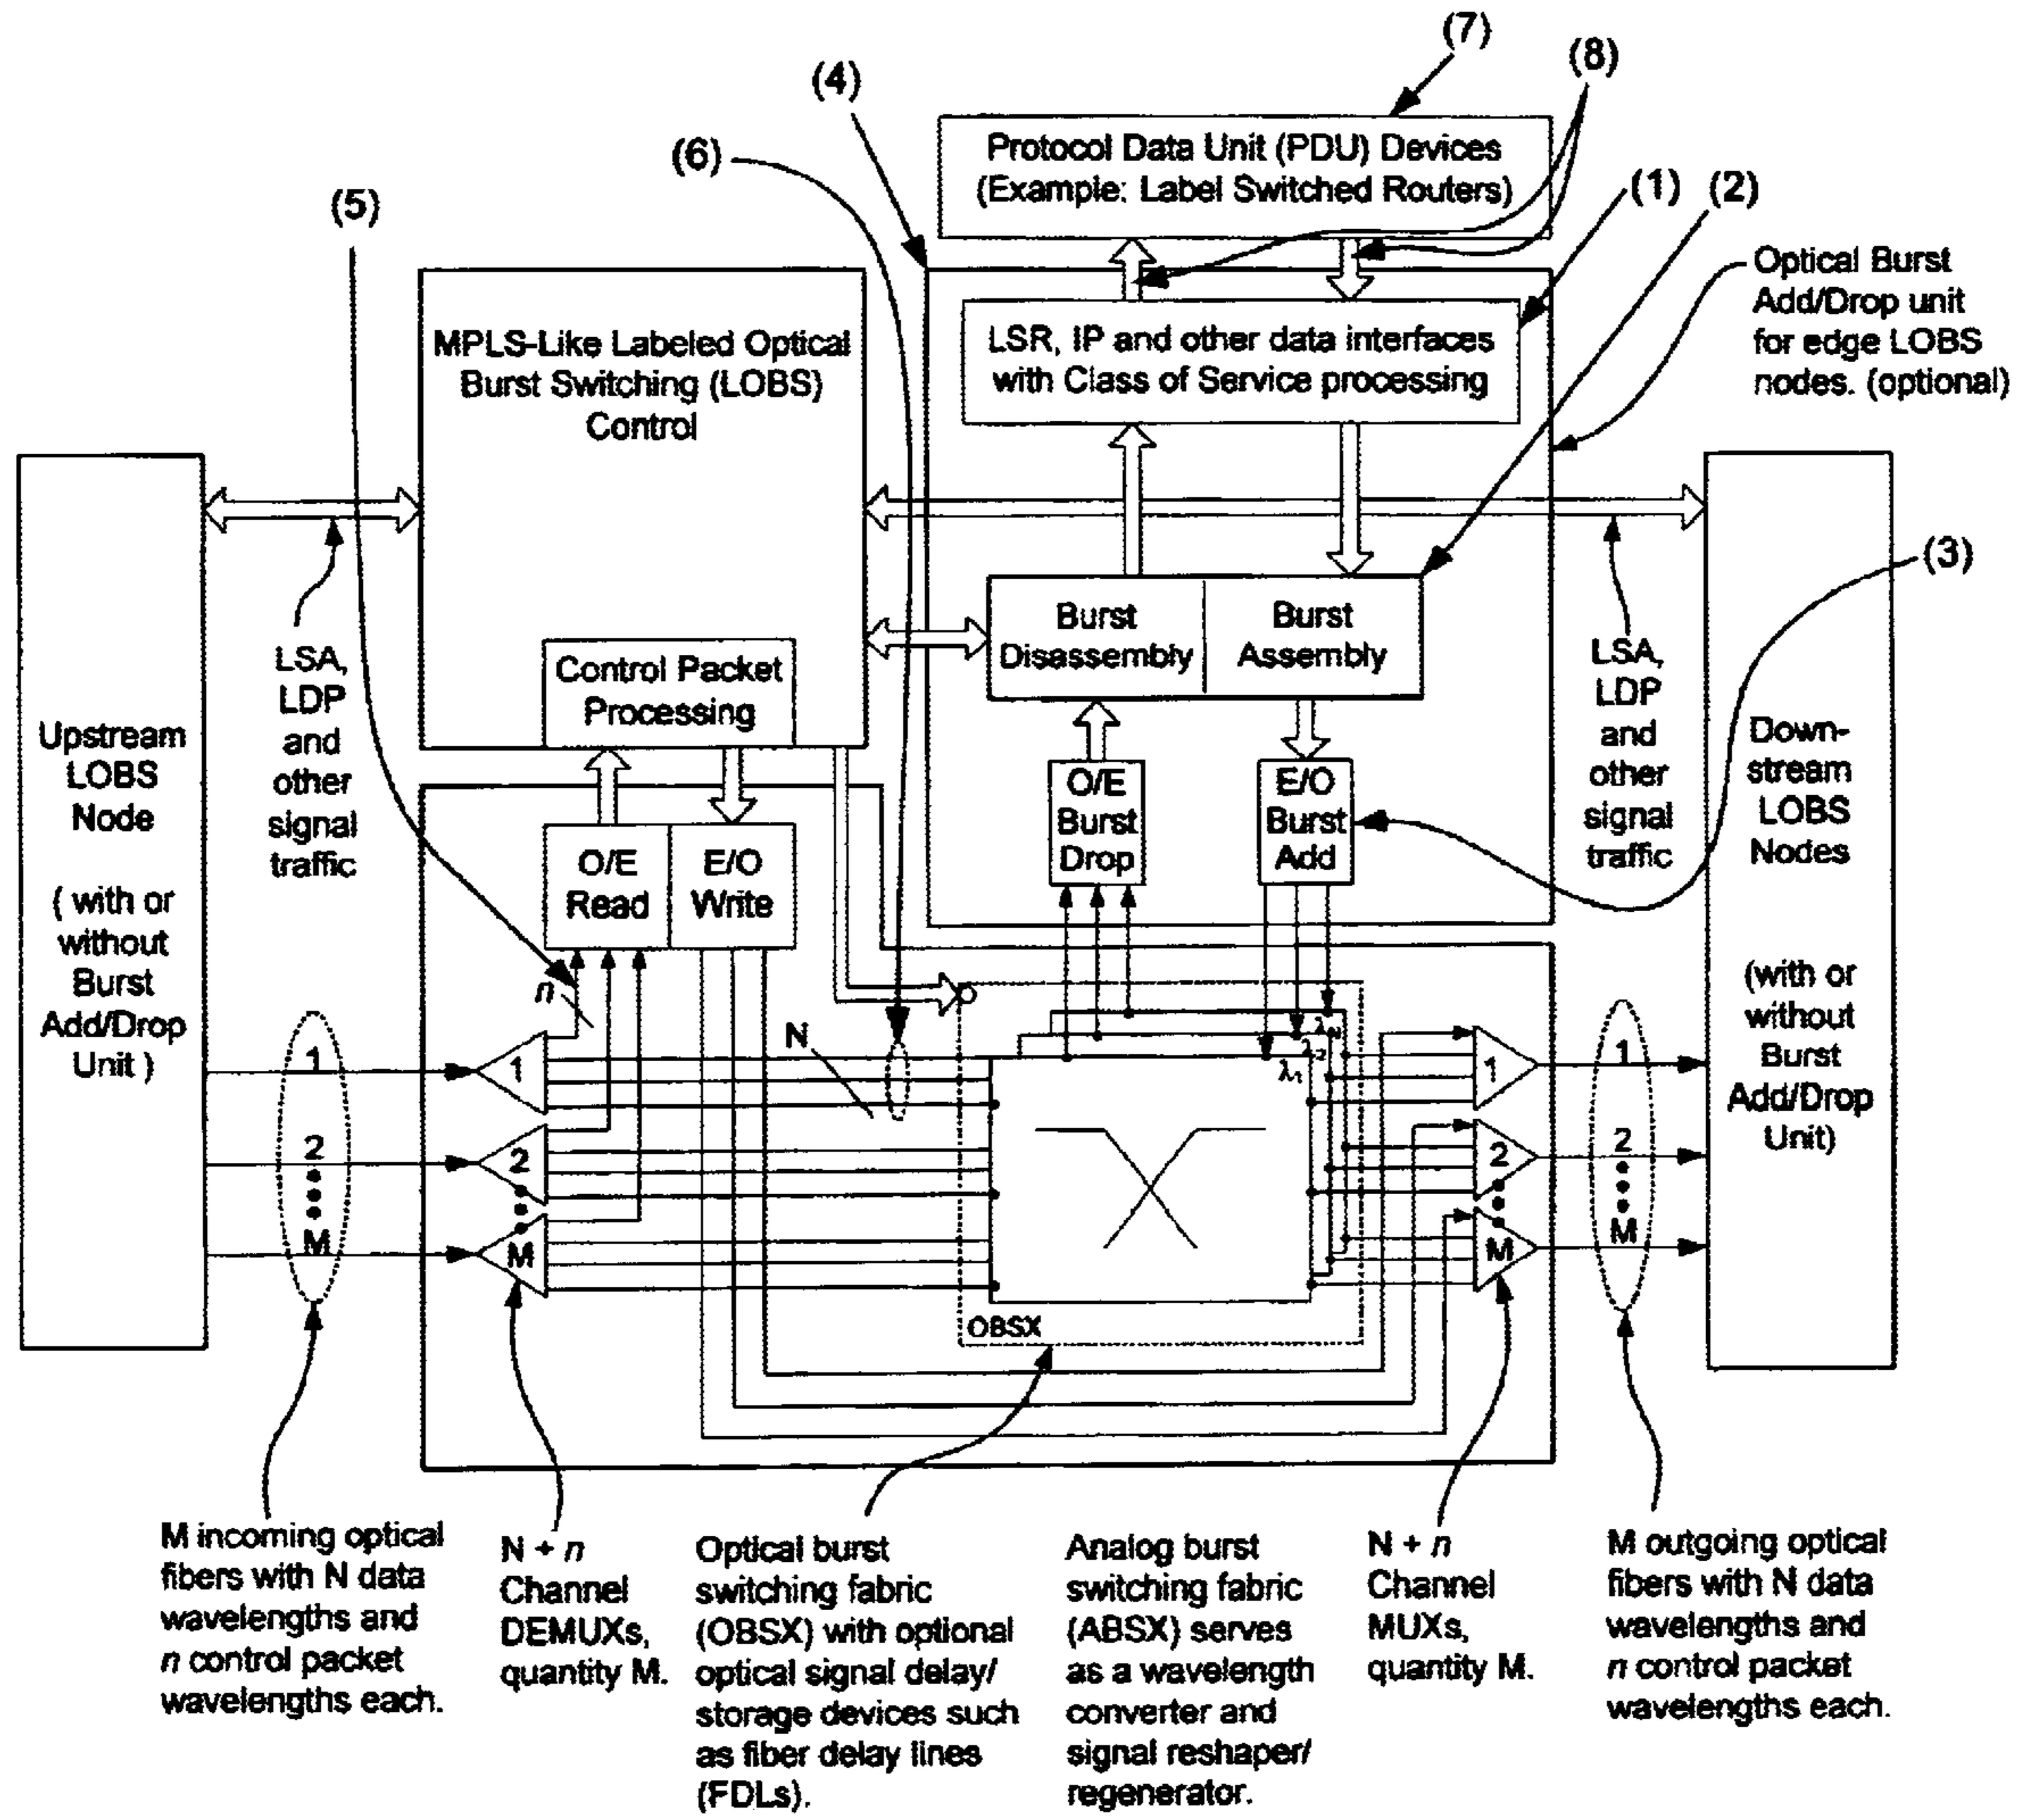 (7)
(8)
(4)
(6)
(5)
(1)
(2)
(3)
Protocol Data Unit (PDU) Devices
(Example: Label Switched Routers)
Optical Burst
Add/Drop unit
for edge LOBS
nodes. (optional)
MPLS-Like Labeled Optical
Burst Switching (LOBS)
Control
LSR, IP and other data interfaces
with Class of Service processing
Burst
Disassembly
Burst
Assembly
Control Packet
Processing
LSA,
LDP
and
other
signal
traffic
LSA,
LDP
and
other
signal
traffic
Upstream
LOBS
Node
( with or
without
Burst
Add/Drop
Unit )
Down-
stream
LOBS
Nodes
(with or
without
Burst
Add/Drop
Unit)
O/E
Read
E/O
Write
O/E
Burst
Drop
E/O
Burst
Add
n
N
1
2
M
1
2
M
λN
λ2
λ1
OBSX
1
2
M
1
2
M
M incoming optical
fibers with N data
wavelengths and
n control packet
wavelengths each.
N + n
Channel
DEMUXs,
quantity M.
Optical burst
switching fabric
(OBSX) with optional
optical signal delay/
storage devices such
as fiber delay lines
(FDLs).
Analog burst
switching fabric
(ABSX) serves
as a wavelength
converter and
signal reshaper/
regenerator.
N + n
Channel
MUXs,
quantity M.
M outgoing optical
fibers with N data
wavelengths and
n control packet
wavelengths each.